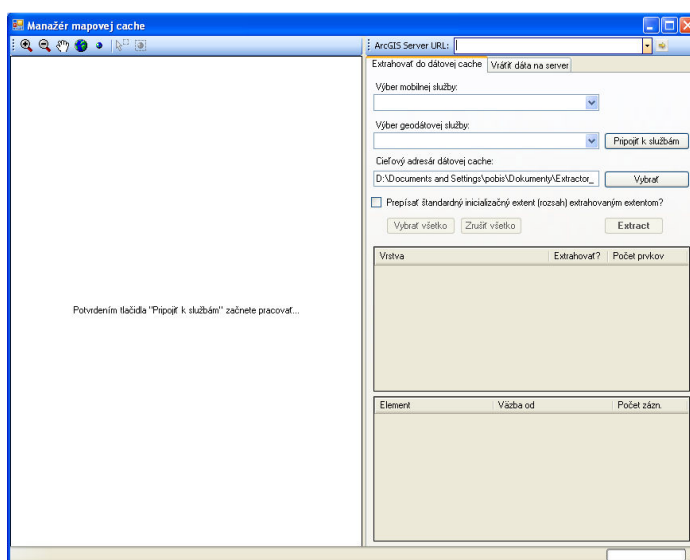 Manažér mapovej cache
ArcGIS Server URL:
Extrahovať do dátovej cache Vrátiť dáta na server
Výber mobilnej služby:
Výber geodátovej služby:
Pripojiť k službám
Cieľový adresár dátovej cache:
D:\Documents and Settings\pobis\Dokumenty\Extractor_ Vybrať
Prepísať štandardný inicializačný extent (rozsah) extrahovaným extentom?
Vybrať všetko Zrušiť všetko Extract
Vrstva Extrahovať? Počet prvkov
Potvrdením tlačidla "Pripojiť k službám" začnete pracovať...
Element Väzba od Počet zázn.